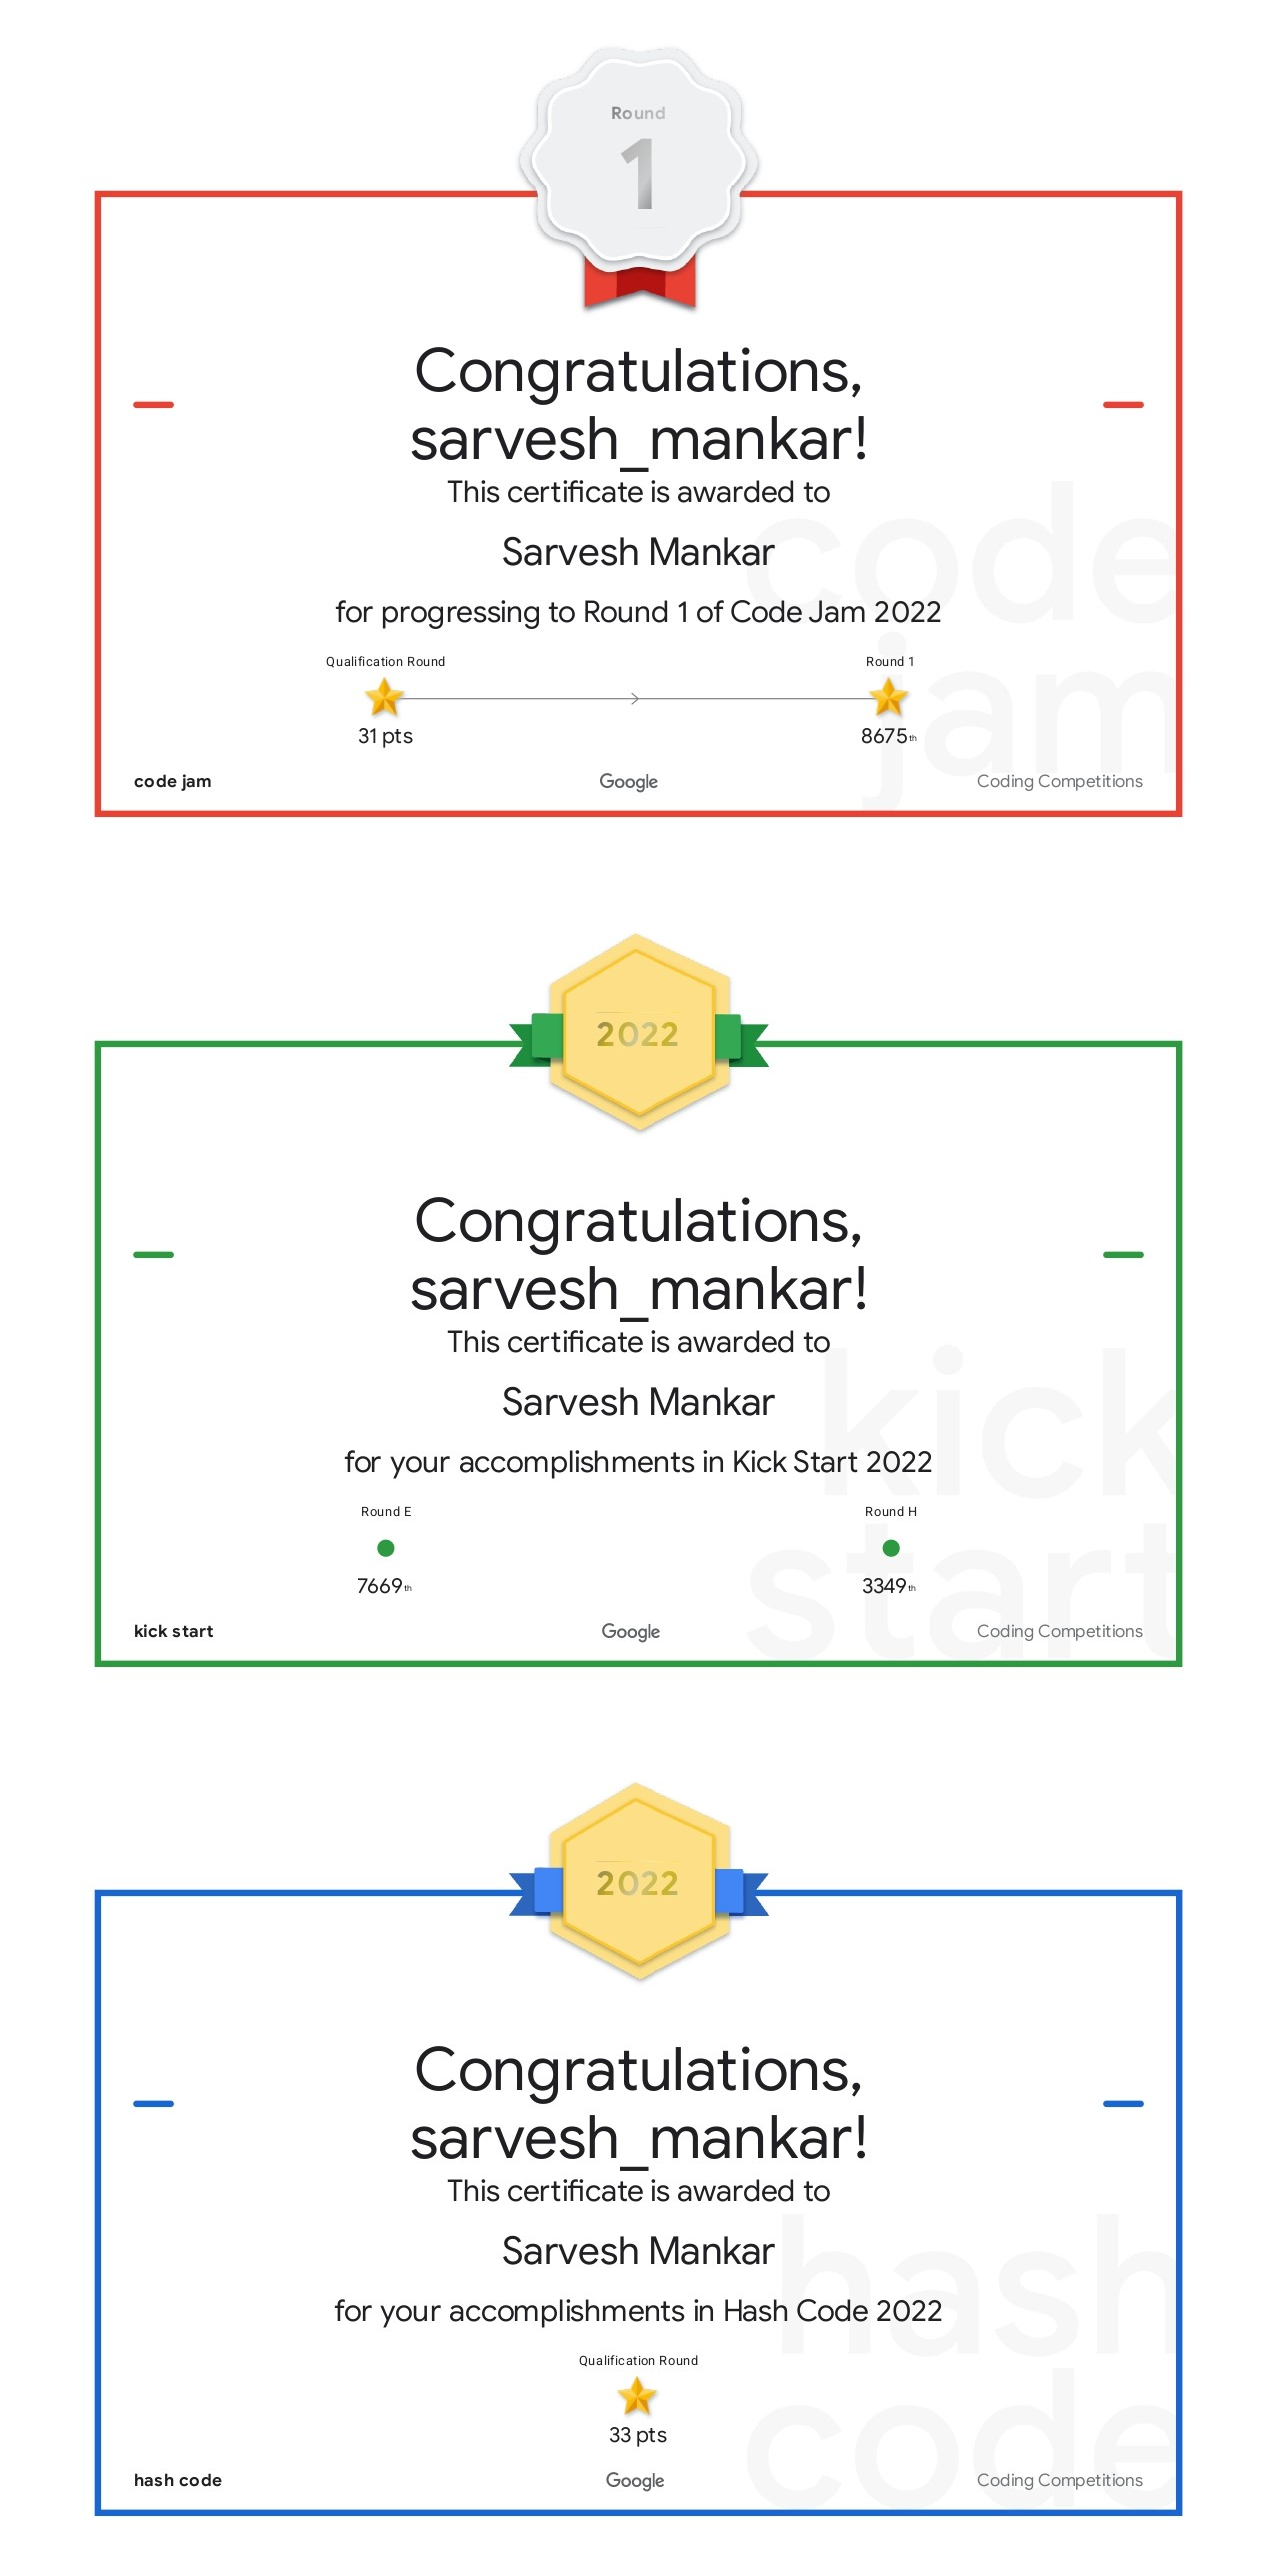 Round
1
Congratulations,
sarvesh_mankar!
This certificate is awarded to
Sarvesh Mankar
for progressing to Round 1 of Code Jam 2022
Qualification Round Round 1
31 pts 8675th
code jam Google Coding Competitions
code
jam
2022
Congratulations,
sarvesh_mankar!
This certificate is awarded to
Sarvesh Mankar
for your accomplishments in Kick Start 2022
Round E Round H
7669th 3349th
kick start Google Coding Competitions
kick
start
2022
Congratulations,
sarvesh_mankar!
This certificate is awarded to
Sarvesh Mankar
for your accomplishments in Hash Code 2022
Qualification Round
33 pts
hash code Google Coding Competitions
hash
code